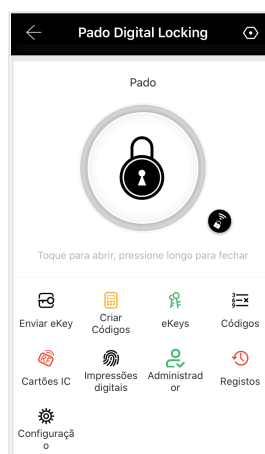 Pado Digital Locking
Pado
Toque para abrir, pressione longo para fechar
Enviar eKey
Criar
Códigos
eKeys
Códigos
Cartões IC
Impressões
digitais
Administrad
or
Registos
Configuraçã
o